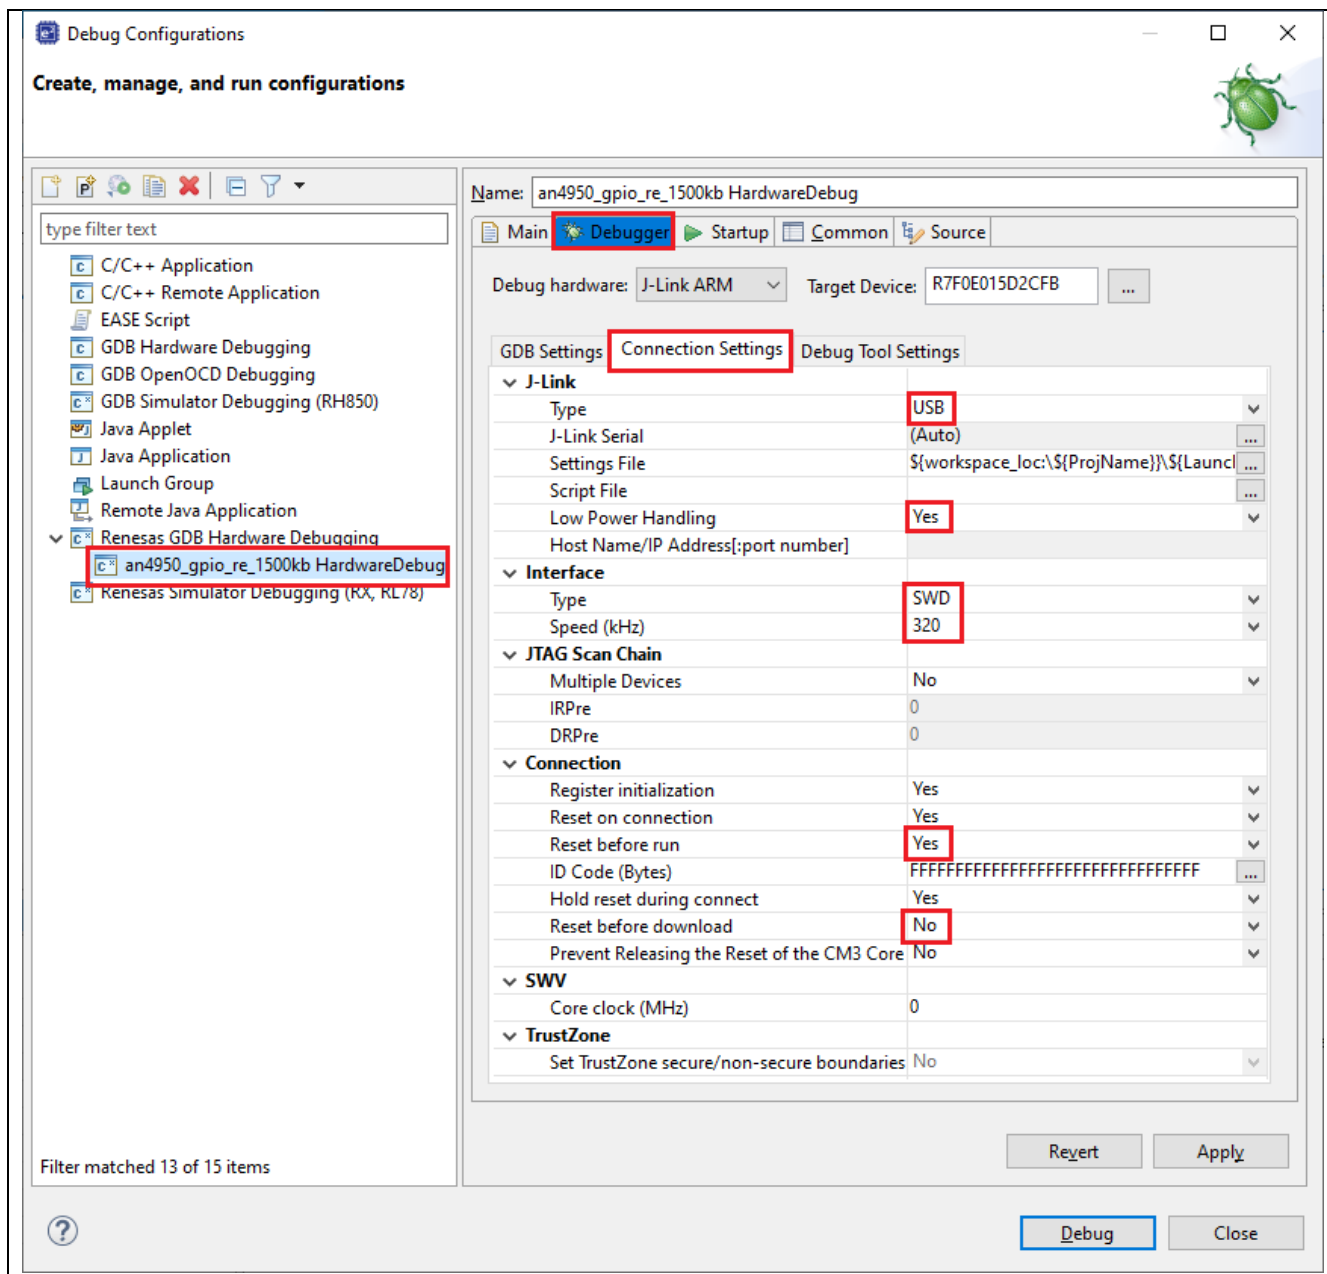 Debug Configurations
Create, manage, and run configurations
type filter text
C/C++ Application
C/C++ Remote Application
EASE Script
GDB Hardware Debugging
GDB OpenOCD Debugging
GDB Simulator Debugging (RH850)
Java Applet
Java Application
Launch Group
Remote Java Application
Renesas GDB Hardware Debugging
an4950_gpio_re_1500kb HardwareDebug
Renesas Simulator Debugging (RX, RL78)
Filter matched 13 of 15 items
Name: an4950_gpio_re_1500kb HardwareDebug
Main Debugger Startup Common Source
Debug hardware: J-Link ARM Target Device: R7F0E015D2CFB ...
GDB Settings Connection Settings Debug Tool Settings
J-Link
Type USB
J-Link Serial (Auto) ...
Settings File ${workspace_loc:\${ProjName}}\${Launcl ...
Script File ...
Low Power Handling Yes
Host Name/IP Address[:port number]
Interface
Type SWD
Speed (kHz) 320
JTAG Scan Chain
Multiple Devices No
IRPre 0
DRPre 0
Connection
Register initialization Yes
Reset on connection Yes
Reset before run Yes
ID Code (Bytes) FFFFFFFFFFFFFFFFFFFFFFFFFFFFFFFF ...
Hold reset during connect Yes
Reset before download No
Prevent Releasing the Reset of the CM3 Core No
SWV
Core clock (MHz) 0
TrustZone
Set TrustZone secure/non-secure boundaries No
Revert Apply
Debug Close